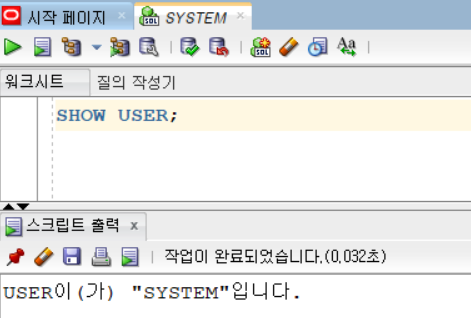 시작 페이지
SYSTEM
SQL
Aa
워크시트
질의 작성기
SHOW USER;
스크립트 출력 x
작업이 완료되었습니다.(0,032초)
USER이(가) "SYSTEM"입니다.